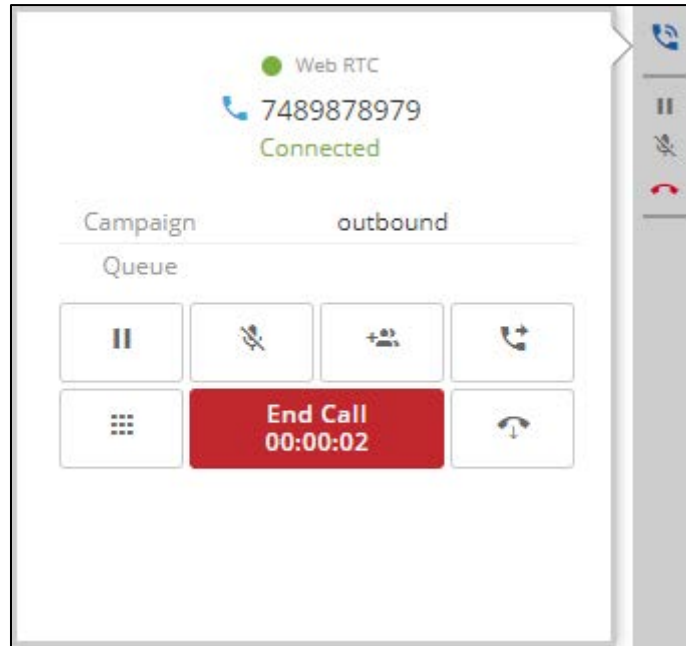 Web RTC
7489878979
Connected
Campaign outbound
Queue
End Call
00:00:02